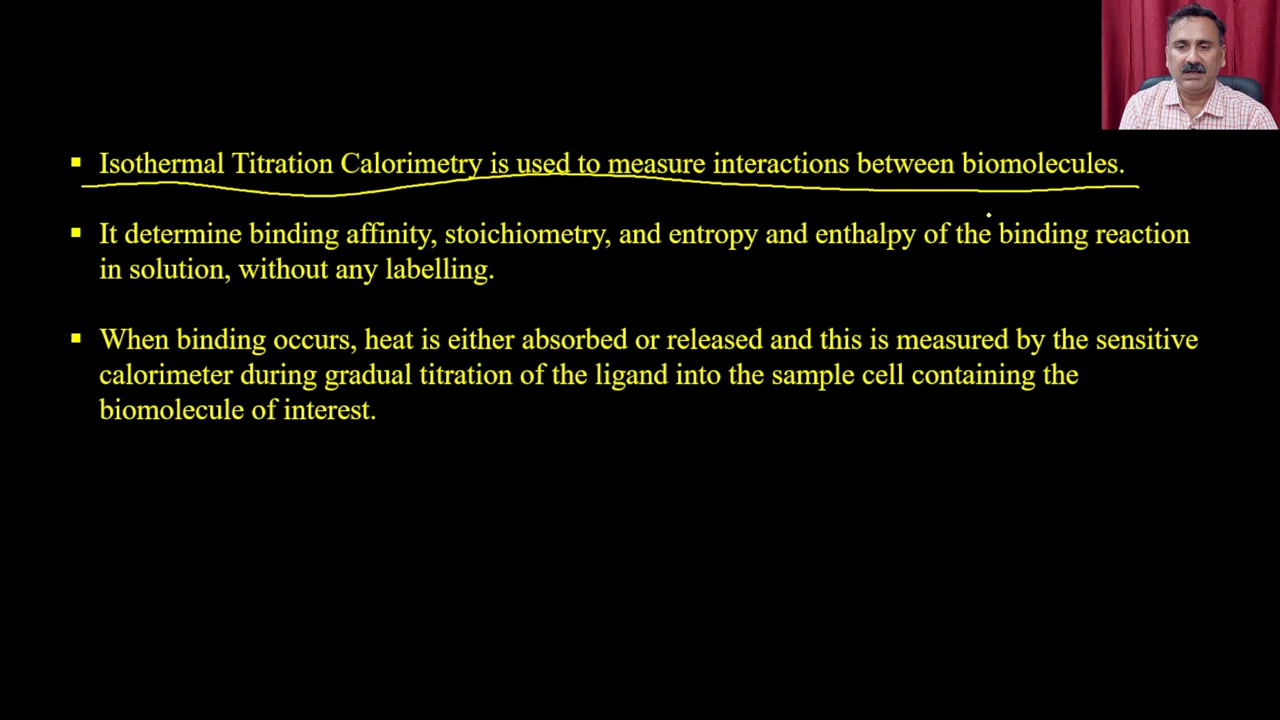 ▪ Isothermal Titration Calorimetry is used to measure interactions between biomolecules.
▪ It determine binding affinity, stoichiometry, and entropy and enthalpy of the binding reaction
in solution, without any labelling.
▪ When binding occurs, heat is either absorbed or released and this is measured by the sensitive
calorimeter during gradual titration of the ligand into the sample cell containing the
biomolecule of interest.